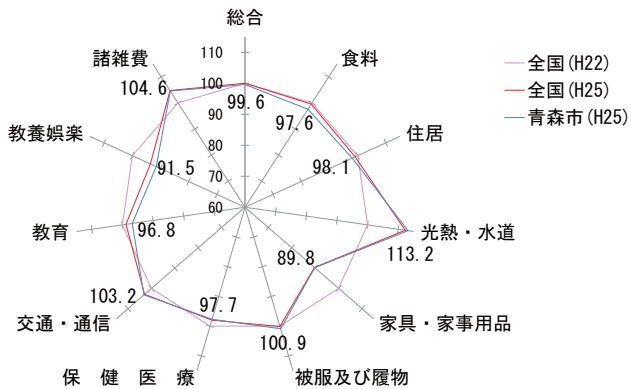 総合
食料
住居
光熱・水道
家具・家事用品
被服及び履物
保　健　医　療
交通・通信
教育
教養娯楽
諸雑費
110
100
90
80
70
60
99.6
97.6
98.1
113.2
89.8
100.9
97.7
103.2
96.8
91.5
104.6
全国(H22)
全国(H25)
青森市(H25)